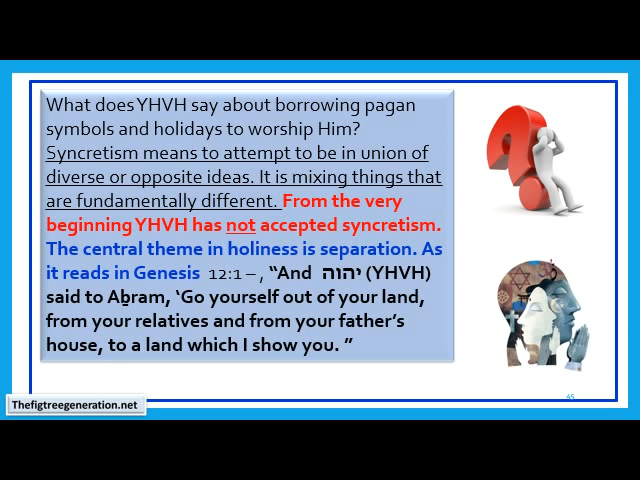 What does YHVH say about borrowing pagan
symbols and holidays to worship Him?
Syncretism means to attempt to be in union of
diverse or opposite ideas. It is mixing things that
are fundamentally different. From the very
beginning YHVH has not accepted syncretism.
The central theme in holiness is separation. As
it reads in Genesis 12:1 – , “And יהוה (YHVH)
said to Aḇram, ‘Go yourself out of your land,
from your relatives and from your father’s
house, to a land which I show you. ”
45
Thefigtreegeneration.net